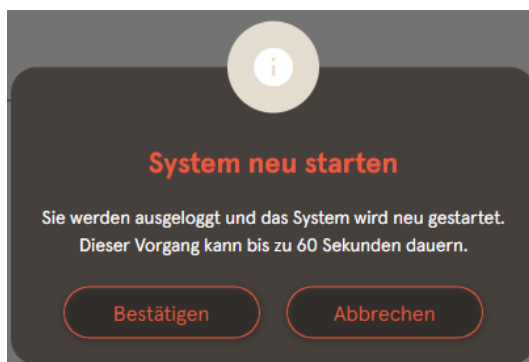 System neu starten
Sie werden ausgeloggt und das System wird neu gestartet.
Dieser Vorgang kann bis zu 60 Sekunden dauern.
Bestätigen
Abbrechen